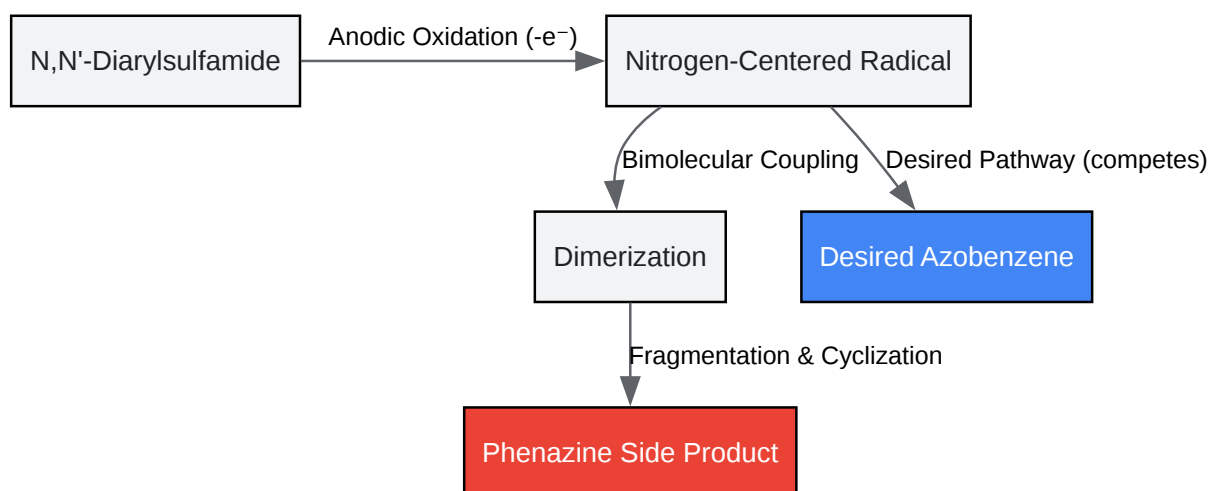 N,N'-Diarylsulfamide
Anodic Oxidation (-e⁻)
Nitrogen-Centered Radical
Bimolecular Coupling
Desired Pathway (competes)
Dimerization
Desired Azobenzene
Fragmentation & Cyclization
Phenazine Side Product